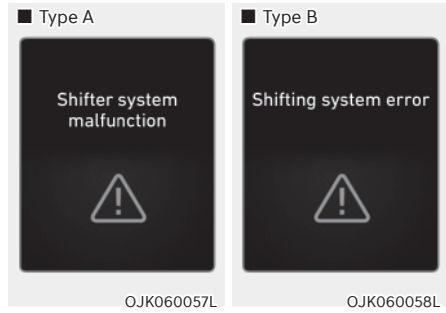 ■ Type A
Shifter system
malfunction
OJK060057L
■ Type B
Shifting system error
OJK060058L